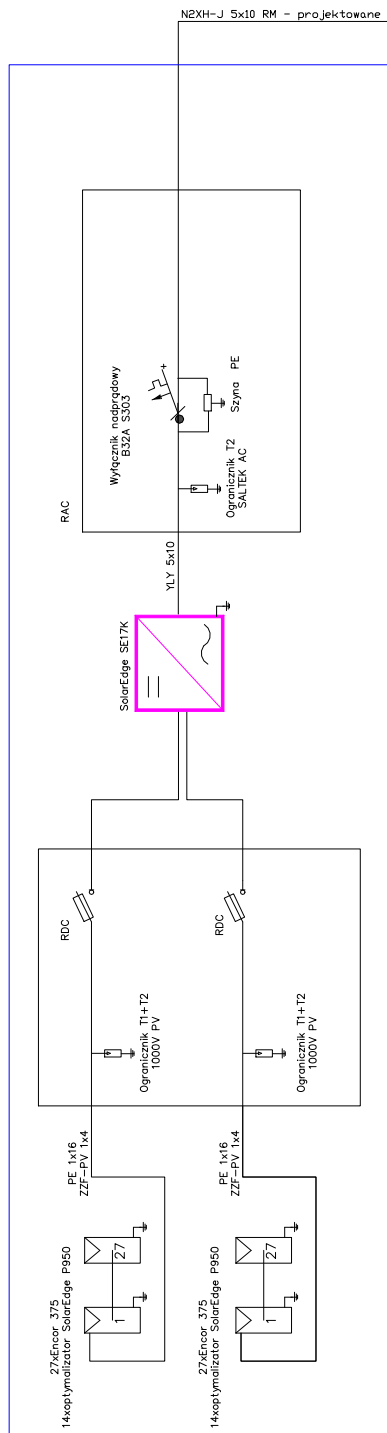 N2XH-J 5x10 RM - projektowane
Wyłącznik nadprądowy
B32A S303
Szyna PE
Ogranicznik T2
SALTEK AC
RAC
YLY 5x10
SolarEdge SE17K
RDC
RDC
Ogranicznik T1+T2
1000V PV
Ogranicznik T1+T2
1000V PV
PE 1x16
ZZF-PV 1x4
PE 1x16
ZZF-PV 1x4
27
1
27xEncor 375
14xoptymalizator SolarEdge P950
27
1
27xEncor 375
14xoptymalizator SolarEdge P950